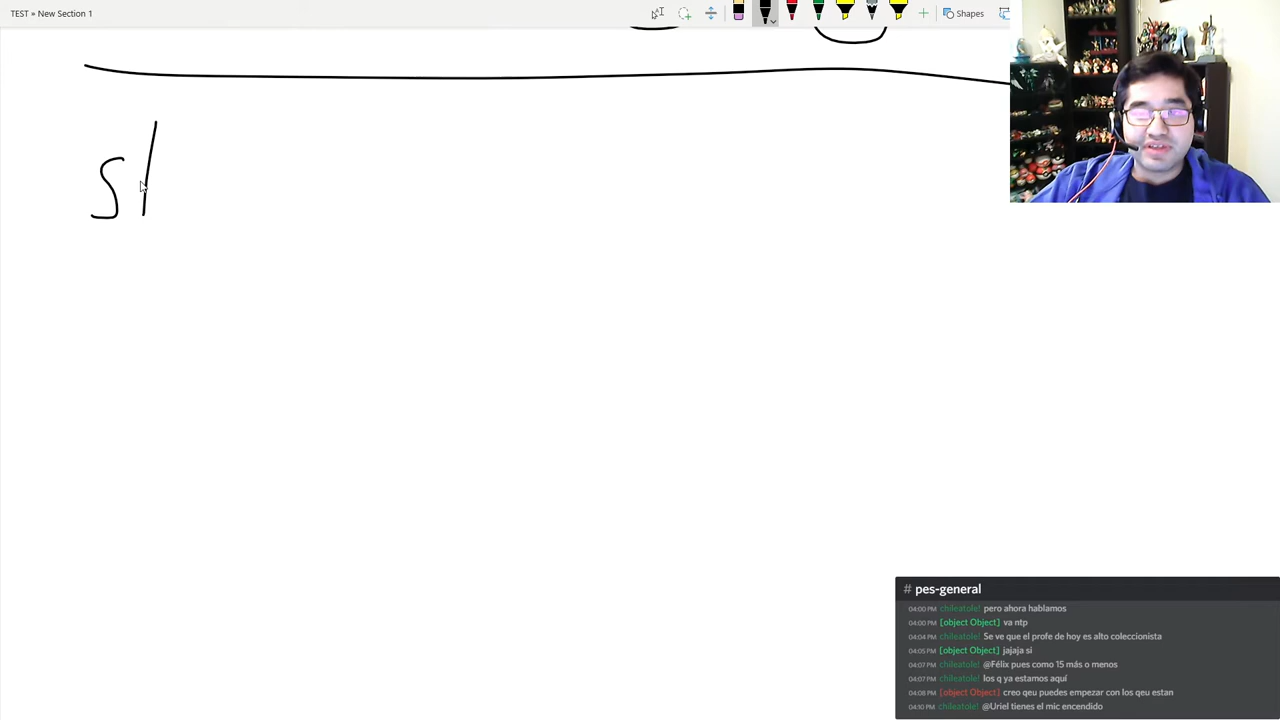 TEST » New Section 1
Shapes
sl
# pes-general
04:00 PM chileatole! pero ahora hablamos
04:00 PM [object Object] va ntp
04:04 PM chileatole! Se ve que el profe de hoy es alto coleccionista
04:05 PM [object Object] jajaja si
04:07 PM chileatole! @Félix pues como 15 más o menos
04:07 PM chileatole! los q ya estamos aquí
04:08 PM [object Object] creo qeu puedes empezar con los qeu estan
04:10 PM chileatole! @Uriel tienes el mic encendido